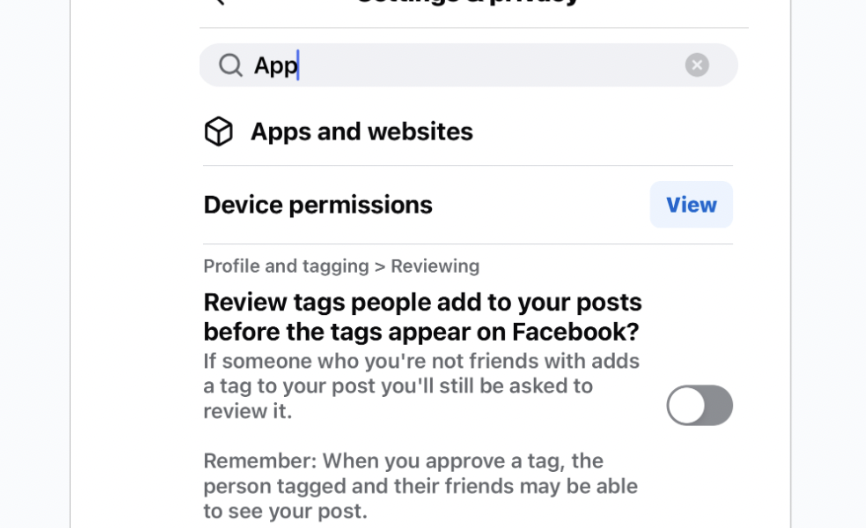 Settings & privacy
App
Apps and websites
Device permissions
View
Profile and tagging > Reviewing
Review tags people add to your posts
before the tags appear on Facebook?
If someone who you're not friends with adds
a tag to your post you'll still be asked to
review it.
Remember: When you approve a tag, the
person tagged and their friends may be able
to see your post.